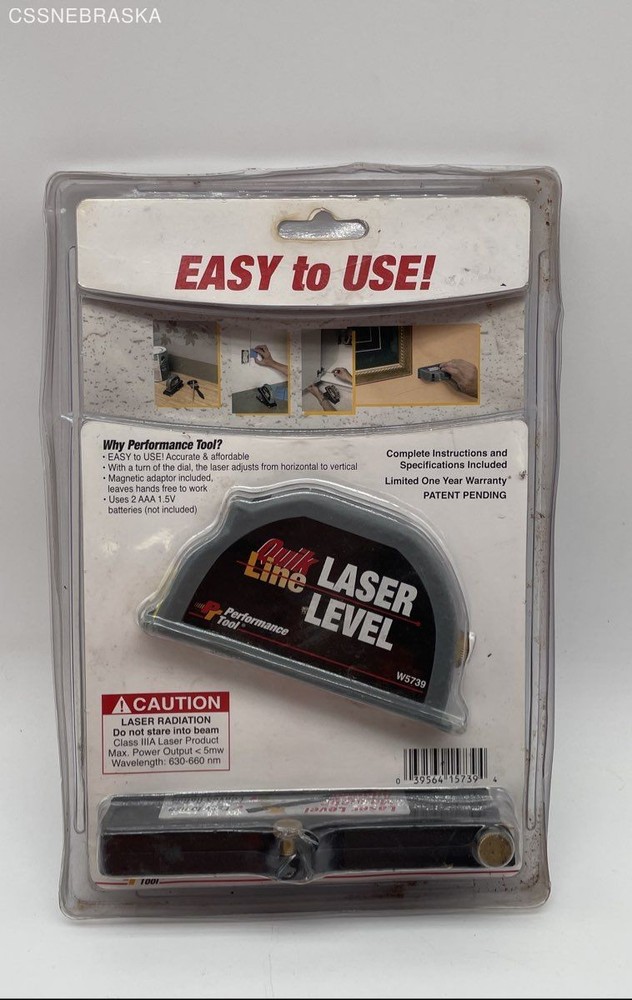 CSSNEBRASKA
EASY to USE!
Why Performance Tool?
• EASY to USE! Accurate & affordable
• With a turn of the dial, the laser adjusts from horizontal to vertical
• Magnetic adaptor included,
leaves hands free to work
• Uses 2 AAA 1.5V
batteries (not included)
Complete Instructions and
Specifications Included
Limited One Year Warranty*
PATENT PENDING
Quik
Line
LASER
LEVEL
PT Performance
Tool
W5739
CAUTION
LASER RADIATION
Do not stare into beam
Class IIIA Laser Product
Max. Power Output < 5mw
Wavelength: 630-660 nm
0 39564 15739 4
Laser Level
Tool